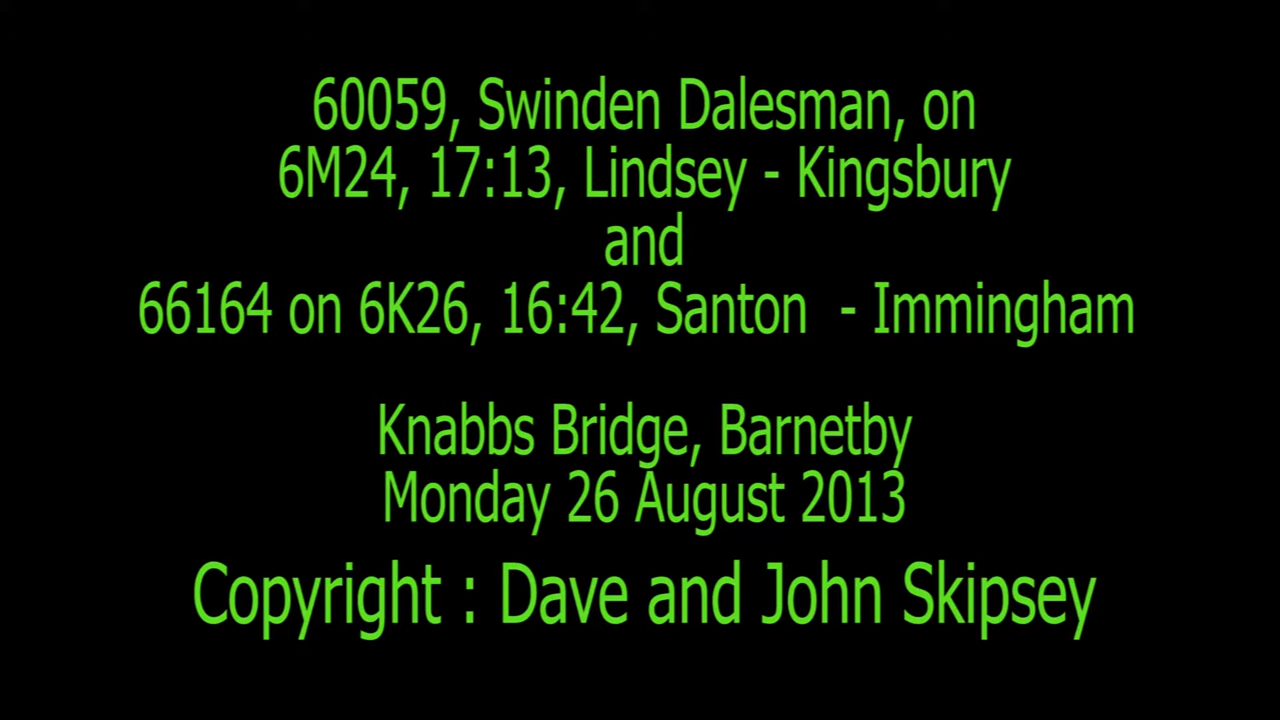 60059, Swinden Dalesman, on
6M24, 17:13, Lindsey - Kingsbury
and
66164 on 6K26, 16:42, Santon - Immingham
Knabbs Bridge, Barnetby
Monday 26 August 2013
Copyright : Dave and John Skipsey